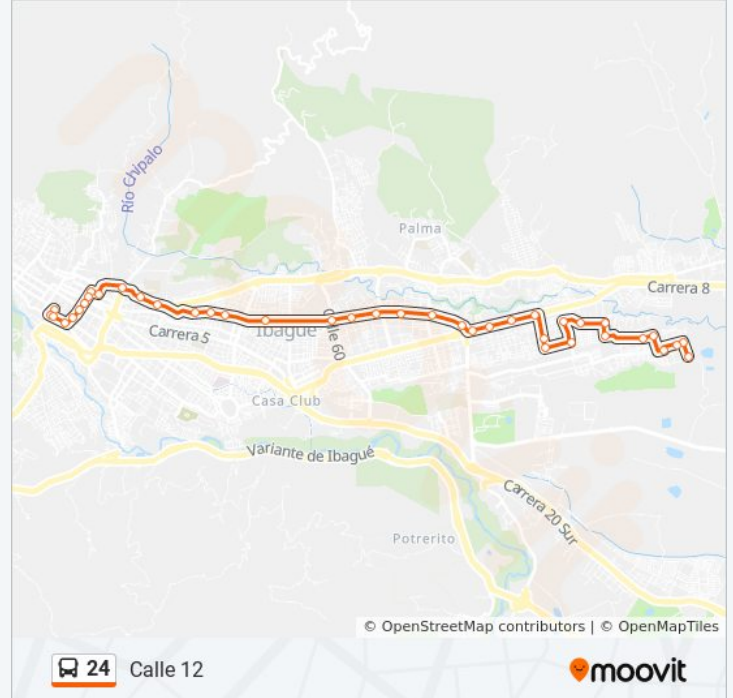 Río Chipalo
Palma
Carrera 8
Carrera 5
Ibagué
Calle 60
Casa Club
Variante de Ibagué
Carrera 20 Sur
Potrerito
© OpenStreetMap contributors | © OpenMapTiles
24 Calle 12
moovit